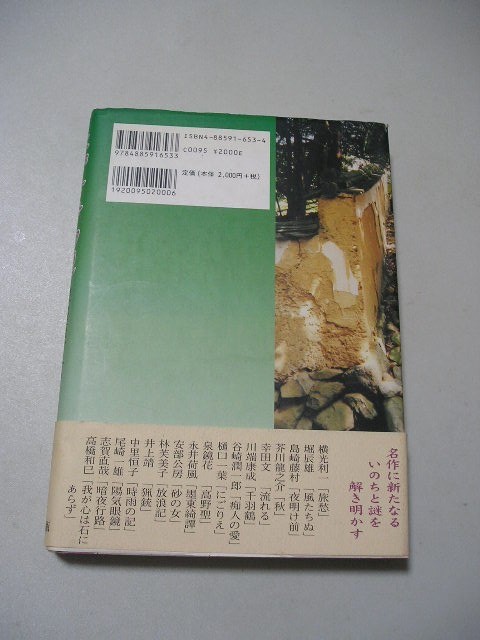 ISBN4-88591-653-4
C0095 ¥2000E
9784885916533
定価(本体 2,000円+税)
1920095020006
名作に新たなる
いのちと謎を
解き明かす
横光利一「旅愁」
堀辰雄「風たちぬ」
島崎藤村「夜明け前」
芥川龍之介「秋」
幸田文「流れる」
川端康成「千羽鶴」
谷崎潤一郎「痴人の愛」
樋口一葉「にごりえ」
泉鏡花「高野聖」
永井荷風「墨東綺譚」
安部公房「砂の女」
林芙美子「放浪記」
井上靖「猟銃」
中里恒子「時雨の記」
尾崎一雄「陽気眼鏡」
志賀直哉「暗夜行路」
高橋和巳「我が心は石に
あらず」